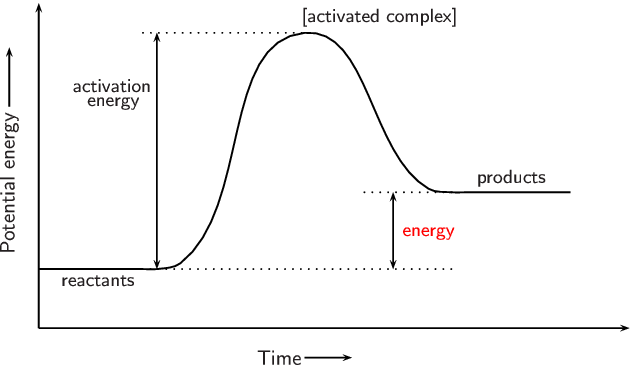 [activated complex]
activation
energy
Potential energy
products
energy
reactants
Time